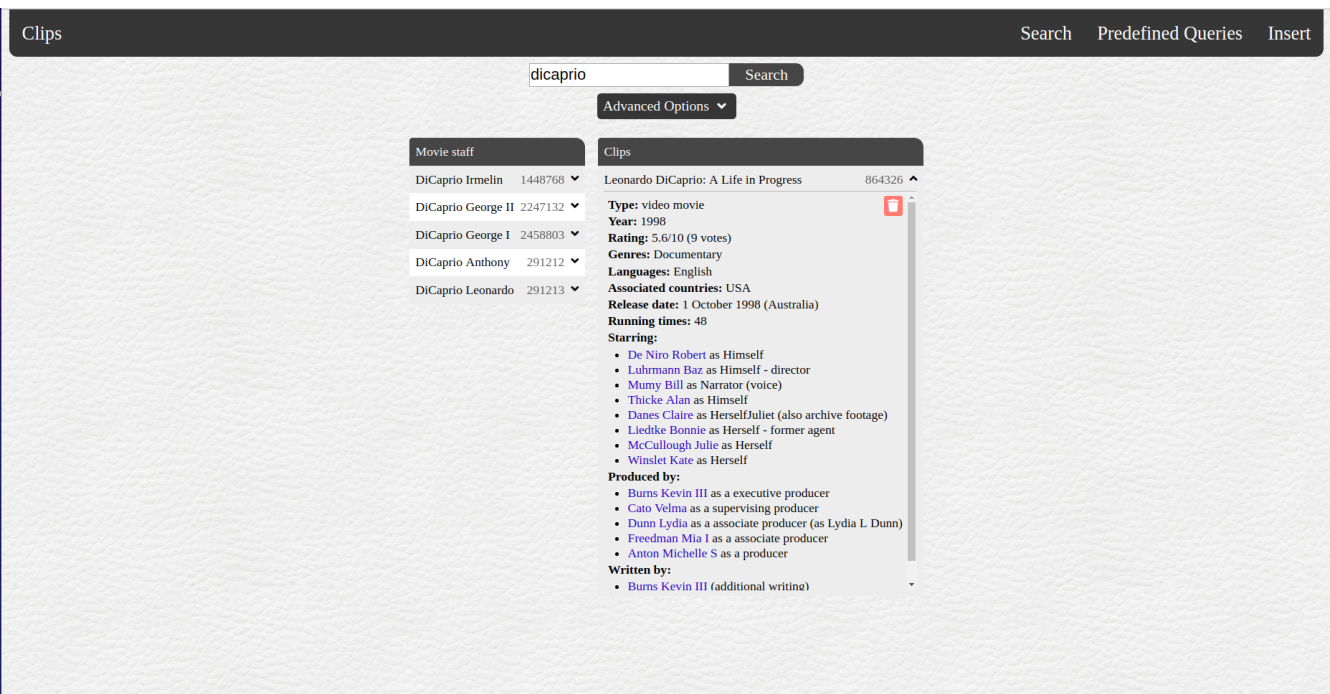 Clips
Search Predefined Queries Insert
dicaprio Search
Advanced Options
Movie staff
DiCaprio Irmelin 1448768
DiCaprio George II 2247132
DiCaprio George I 2458803
DiCaprio Anthony 291212
DiCaprio Leonardo 291213
Clips
Leonardo DiCaprio: A Life in Progress 864326
Type: video movie
Year: 1998
Rating: 5.6/10 (9 votes)
Genres: Documentary
Languages: English
Associated countries: USA
Release date: 1 October 1998 (Australia)
Running times: 48
Starring:
De Niro Robert as Himself
Luhrmann Baz as Himself - director
Mumy Bill as Narrator (voice)
Thicke Alan as Himself
Danes Claire as HerselfJuliet (also archive footage)
Liedtke Bonnie as Herself - former agent
McCullough Julie as Herself
Winslet Kate as Herself
Produced by:
Burns Kevin III as a executive producer
Cato Velma as a supervising producer
Dunn Lydia as a associate producer (as Lydia L Dunn)
Freedman Mia I as a associate producer
Anton Michelle S as a producer
Written by:
Burns Kevin III (additional writing)